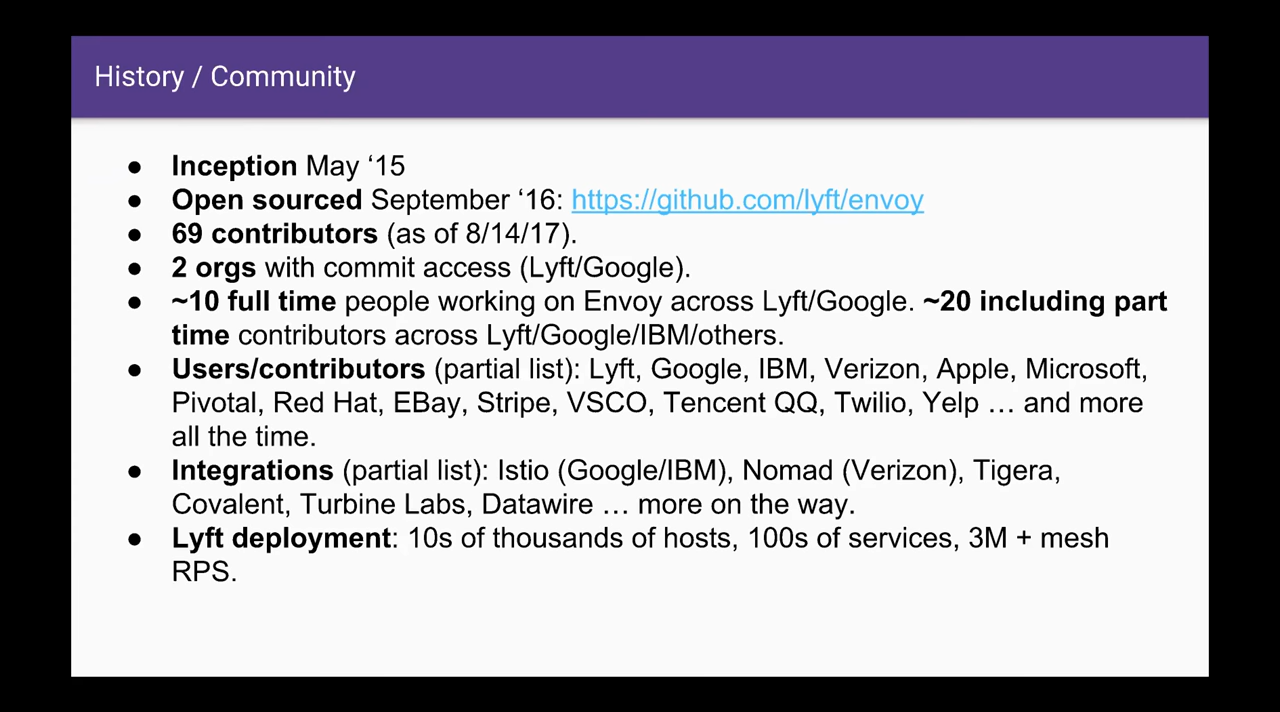 History / Community
● Inception May ‘15
● Open sourced September ‘16: https://github.com/lyft/envoy
● 69 contributors (as of 8/14/17).
● 2 orgs with commit access (Lyft/Google).
● ~10 full time people working on Envoy across Lyft/Google. ~20 including part
time contributors across Lyft/Google/IBM/others.
● Users/contributors (partial list): Lyft, Google, IBM, Verizon, Apple, Microsoft,
Pivotal, Red Hat, EBay, Stripe, VSCO, Tencent QQ, Twilio, Yelp … and more
all the time.
● Integrations (partial list): Istio (Google/IBM), Nomad (Verizon), Tigera,
Covalent, Turbine Labs, Datawire … more on the way.
● Lyft deployment: 10s of thousands of hosts, 100s of services, 3M + mesh
RPS.